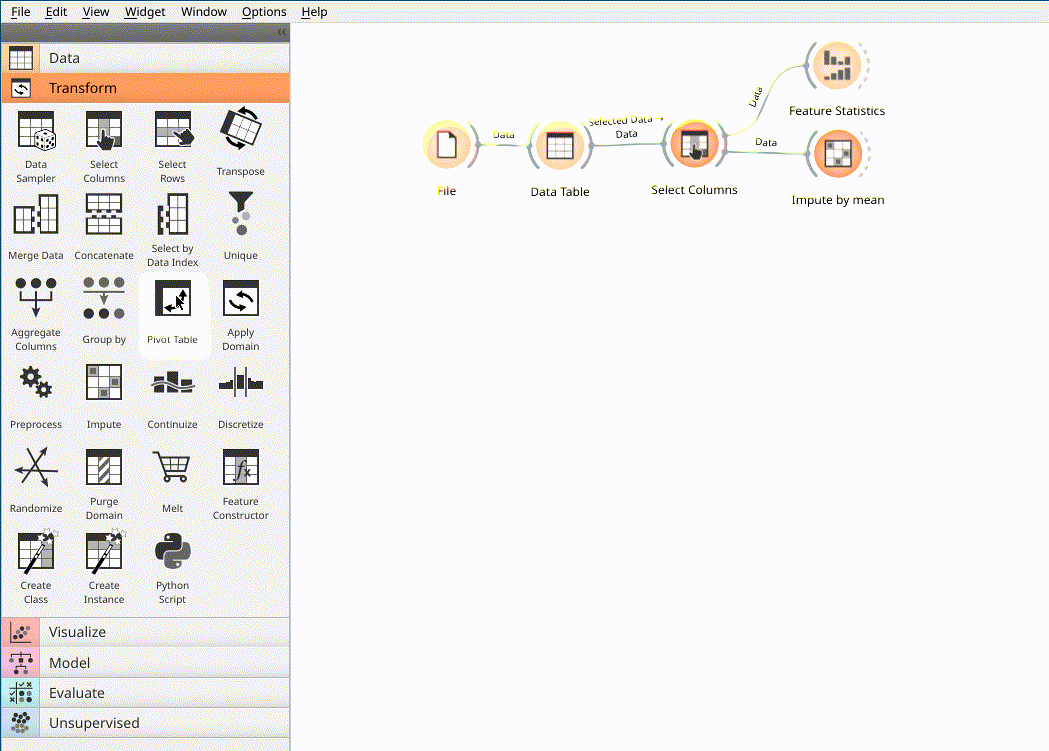 File Edit View Widget Window Options Help
Data
Transform
Data Sampler
Select Columns
Select Rows
Transpose
Merge Data
Concatenate
Select by Data Index
Unique
Aggregate Columns
Group by
Pivot Table
Apply Domain
Preprocess
Impute
Continuize
Discretize
Randomize
Purge Domain
Melt
Feature Constructor
Create Class
Create Instance
Python Script
Visualize
Model
Evaluate
Unsupervised
File
Data
Data Table
Selected Data →
Data
Select Columns
Data
Feature Statistics
Data
Impute by mean